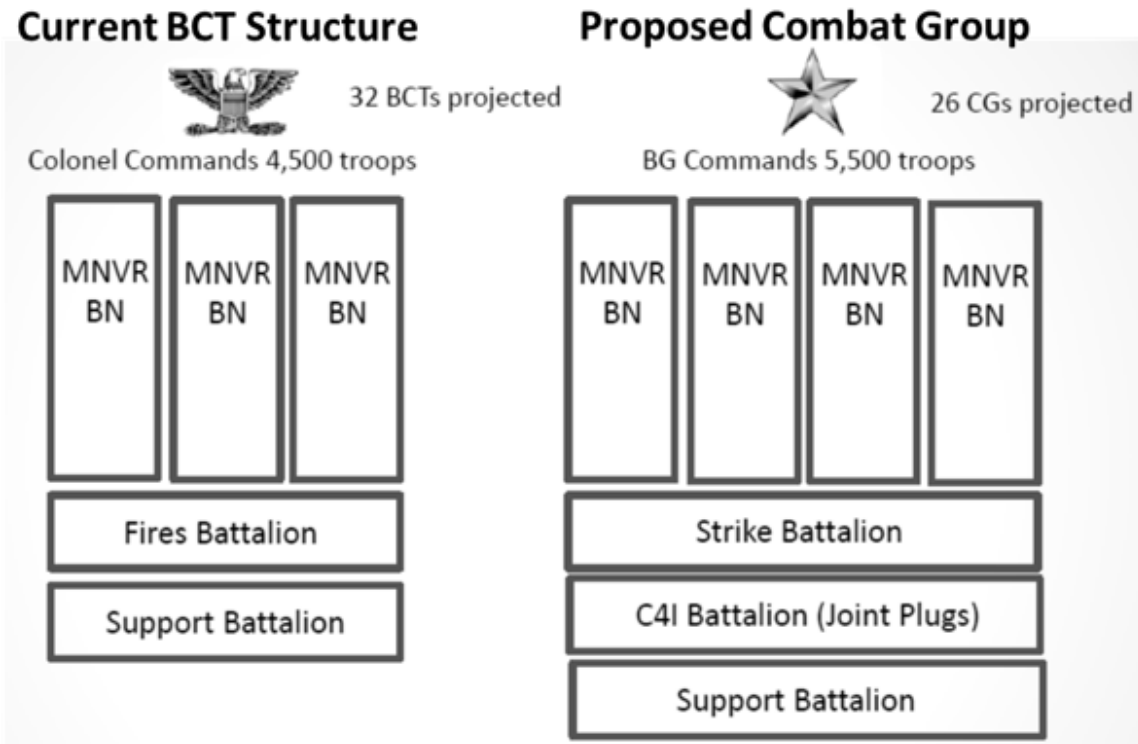 Current BCT Structure
32 BCTs projected
Colonel Commands 4,500 troops
MNVR
BN
MNVR
BN
MNVR
BN
Fires Battalion
Support Battalion
Proposed Combat Group
26 CGs projected
BG Commands 5,500 troops
MNVR
BN
MNVR
BN
MNVR
BN
MNVR
BN
Strike Battalion
C4I Battalion (Joint Plugs)
Support Battalion